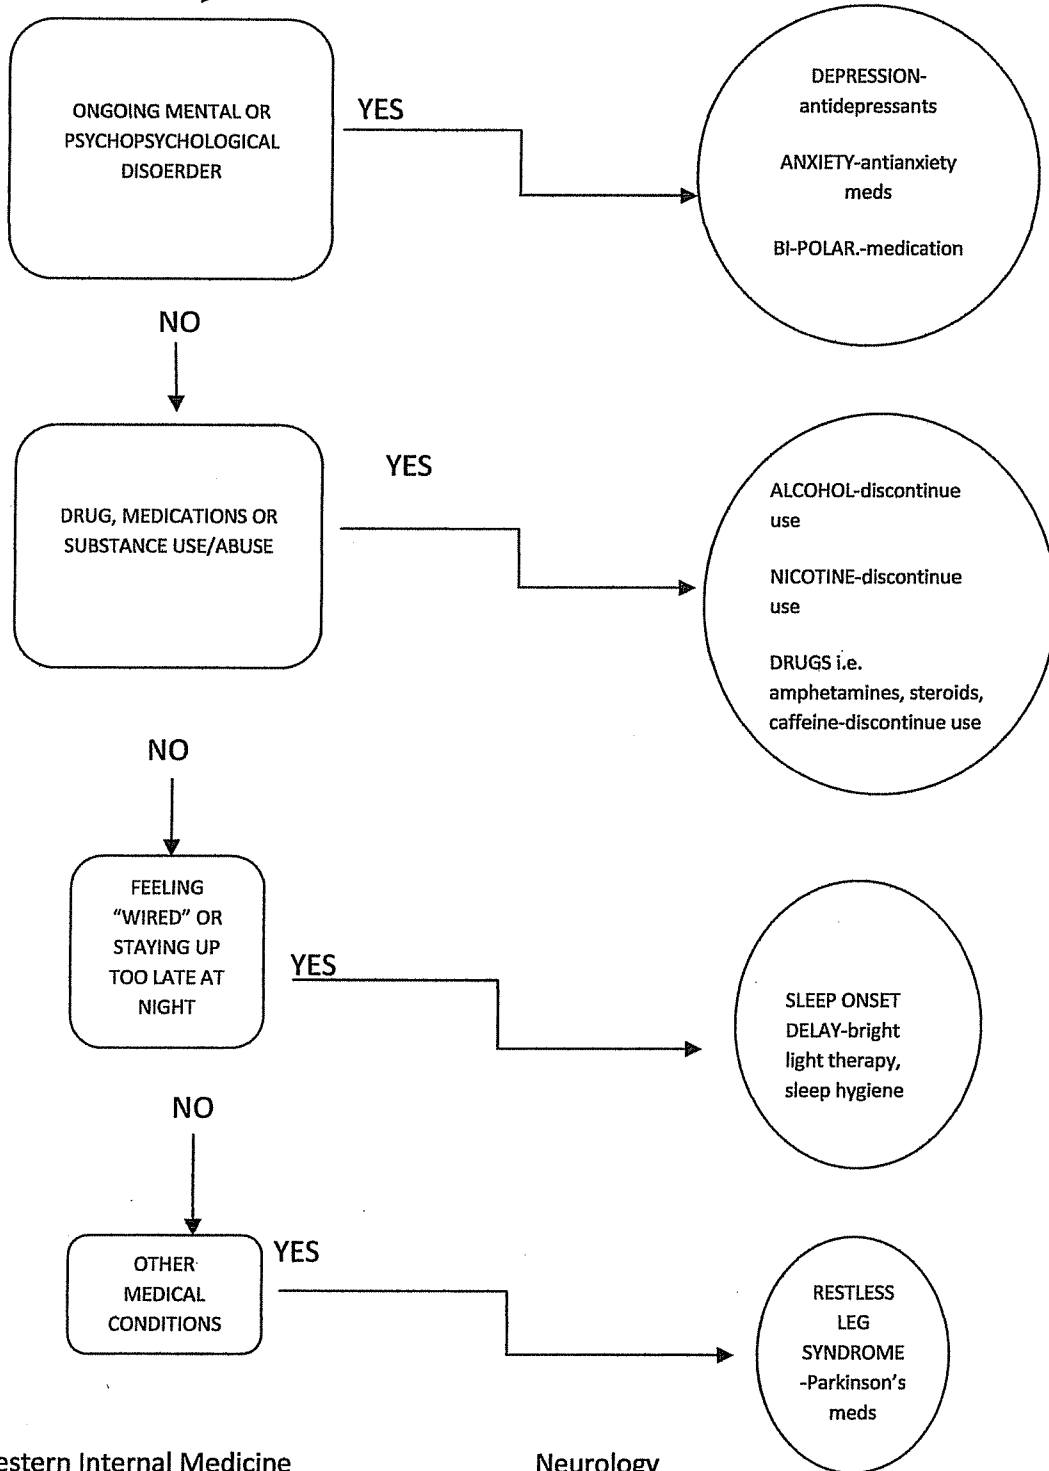 ONGOING MENTAL OR
PSYCHOPSYCHOLOGICAL
DISOERDER
YES
DEPRESSION-
antidepressants
ANXIETY-antianxiety
meds
BI-POLAR.-medication
NO
DRUG, MEDICATIONS OR
SUBSTANCE USE/ABUSE
YES
ALCOHOL-discontinue
use
NICOTINE-discontinue
use
DRUGS i.e.
amphetamines, steroids,
caffeine-discontinue use
NO
FEELING
“WIRED” OR
STAYING UP
TOO LATE AT
NIGHT
YES
SLEEP ONSET
DELAY-bright
light therapy,
sleep hygiene
NO
OTHER
MEDICAL
CONDITIONS
YES
RESTLESS
LEG
SYNDROME
-Parkinson’s
meds
estern Internal Medicine
Neurology